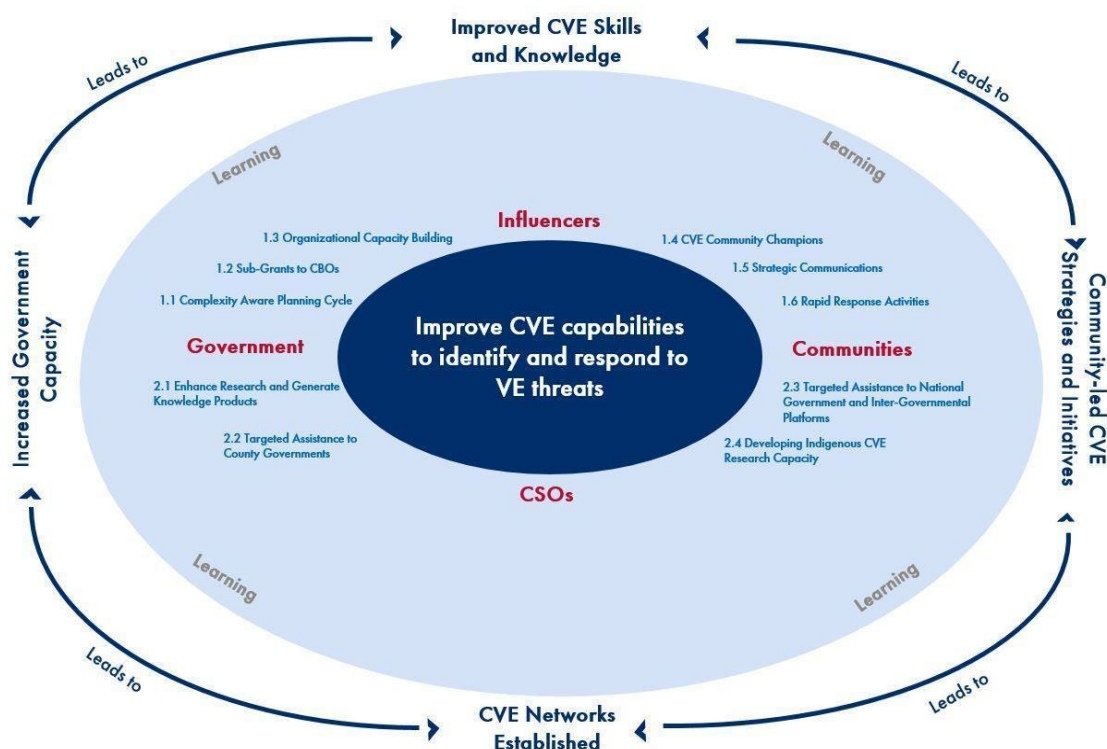 Improved CVE Skills
and Knowledge
Leads to
Leads to
Learning
Learning
Influencers
1.3 Organizational Capacity Building
1.4 CVE Community Champions
1.2 Sub-Grants to CBOs
1.5 Strategic Communications
1.1 Complexity Aware Planning Cycle
1.6 Rapid Response Activities
Increased Government
Capacity
Government
Improve CVE capabilities
to identify and respond to
VE threats
Communities
Community-led CVE
Strategies and Initiatives
2.1 Enhance Research and Generate
Knowledge Products
2.3 Targeted Assistance to National
Government and Inter-Governmental
Platforms
2.2 Targeted Assistance to
County Governments
2.4 Developing Indigenous CVE
Research Capacity
CSOs
Learning
Learning
Leads to
Leads to
CVE Networks
Established